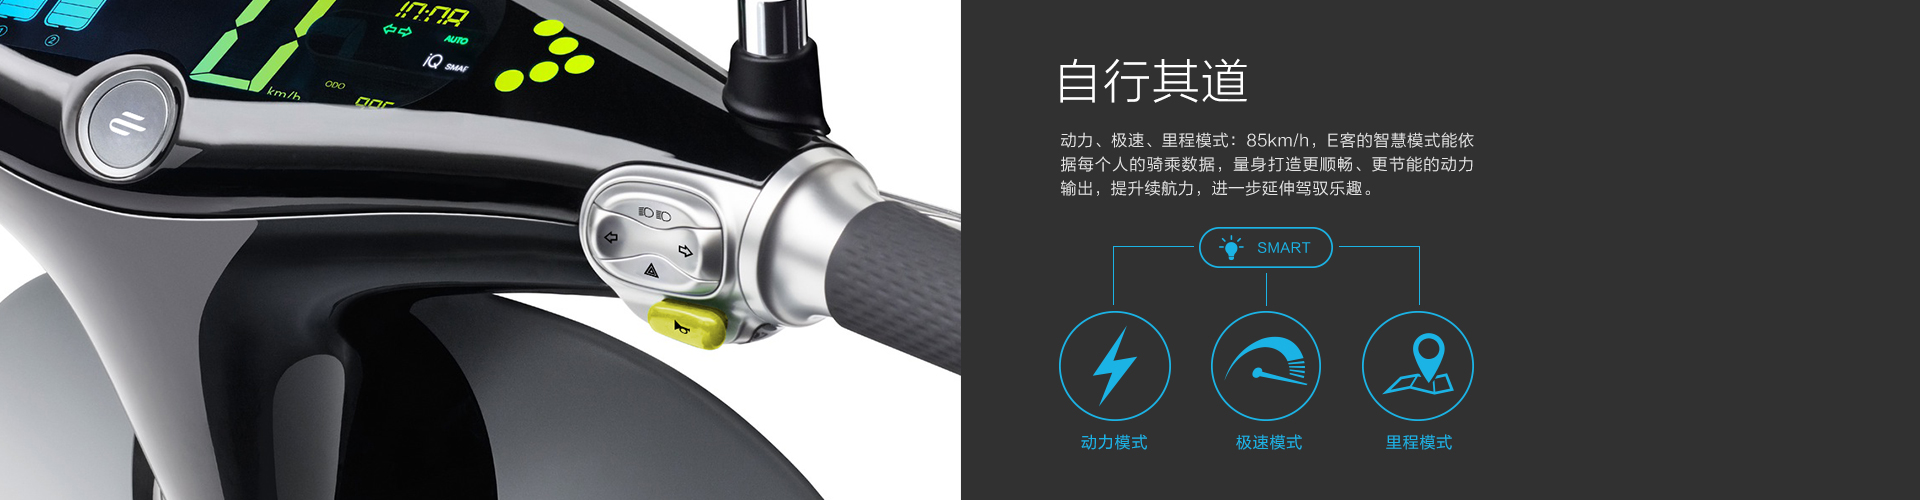 ①
②
AUTO
iQ SMAR
km/h
ODO
自行其道
动力、极速、里程模式：85km/h，E客的智慧模式能依
据每个人的骑乘数据，量身打造更顺畅、更节能的动力
输出，提升续航力，进一步延伸驾驭乐趣。
SMART
动力模式
极速模式
里程模式